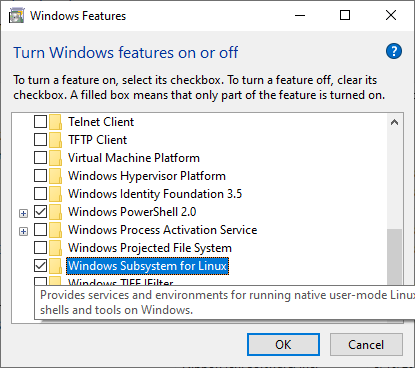 Windows Features
Turn Windows features on or off
?
To turn a feature on, select its checkbox. To turn a feature off, clear its
checkbox. A filled box means that only part of the feature is turned on.
Telnet Client
TFTP Client
Virtual Machine Platform
Windows Hypervisor Platform
Windows Identity Foundation 3.5
Windows PowerShell 2.0
Windows Process Activation Service
Windows Projected File System
Windows Subsystem for Linux
Windows TIFF IFilter
Provides services and environments for running native user-mode Linux
shells and tools on Windows.
OK
Cancel